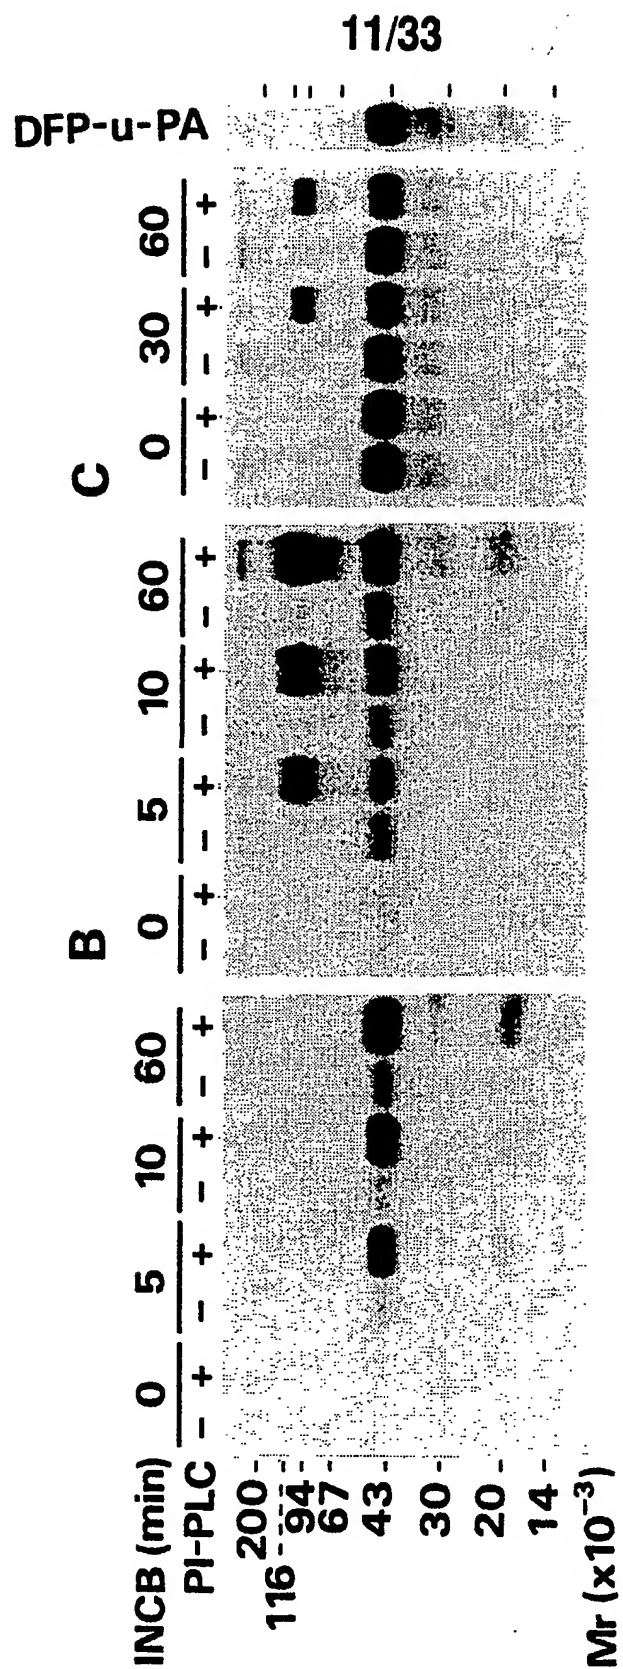 11/33
DFP-u-PA
B
C
INCB (min) 0 5 10 60 0 5 10 60 0 30 60
PI-PLC − + − + − + − + − + − + − + − + − + − + − +
200
116
94
67
43
30
20
14
Mr (x10⁻³)